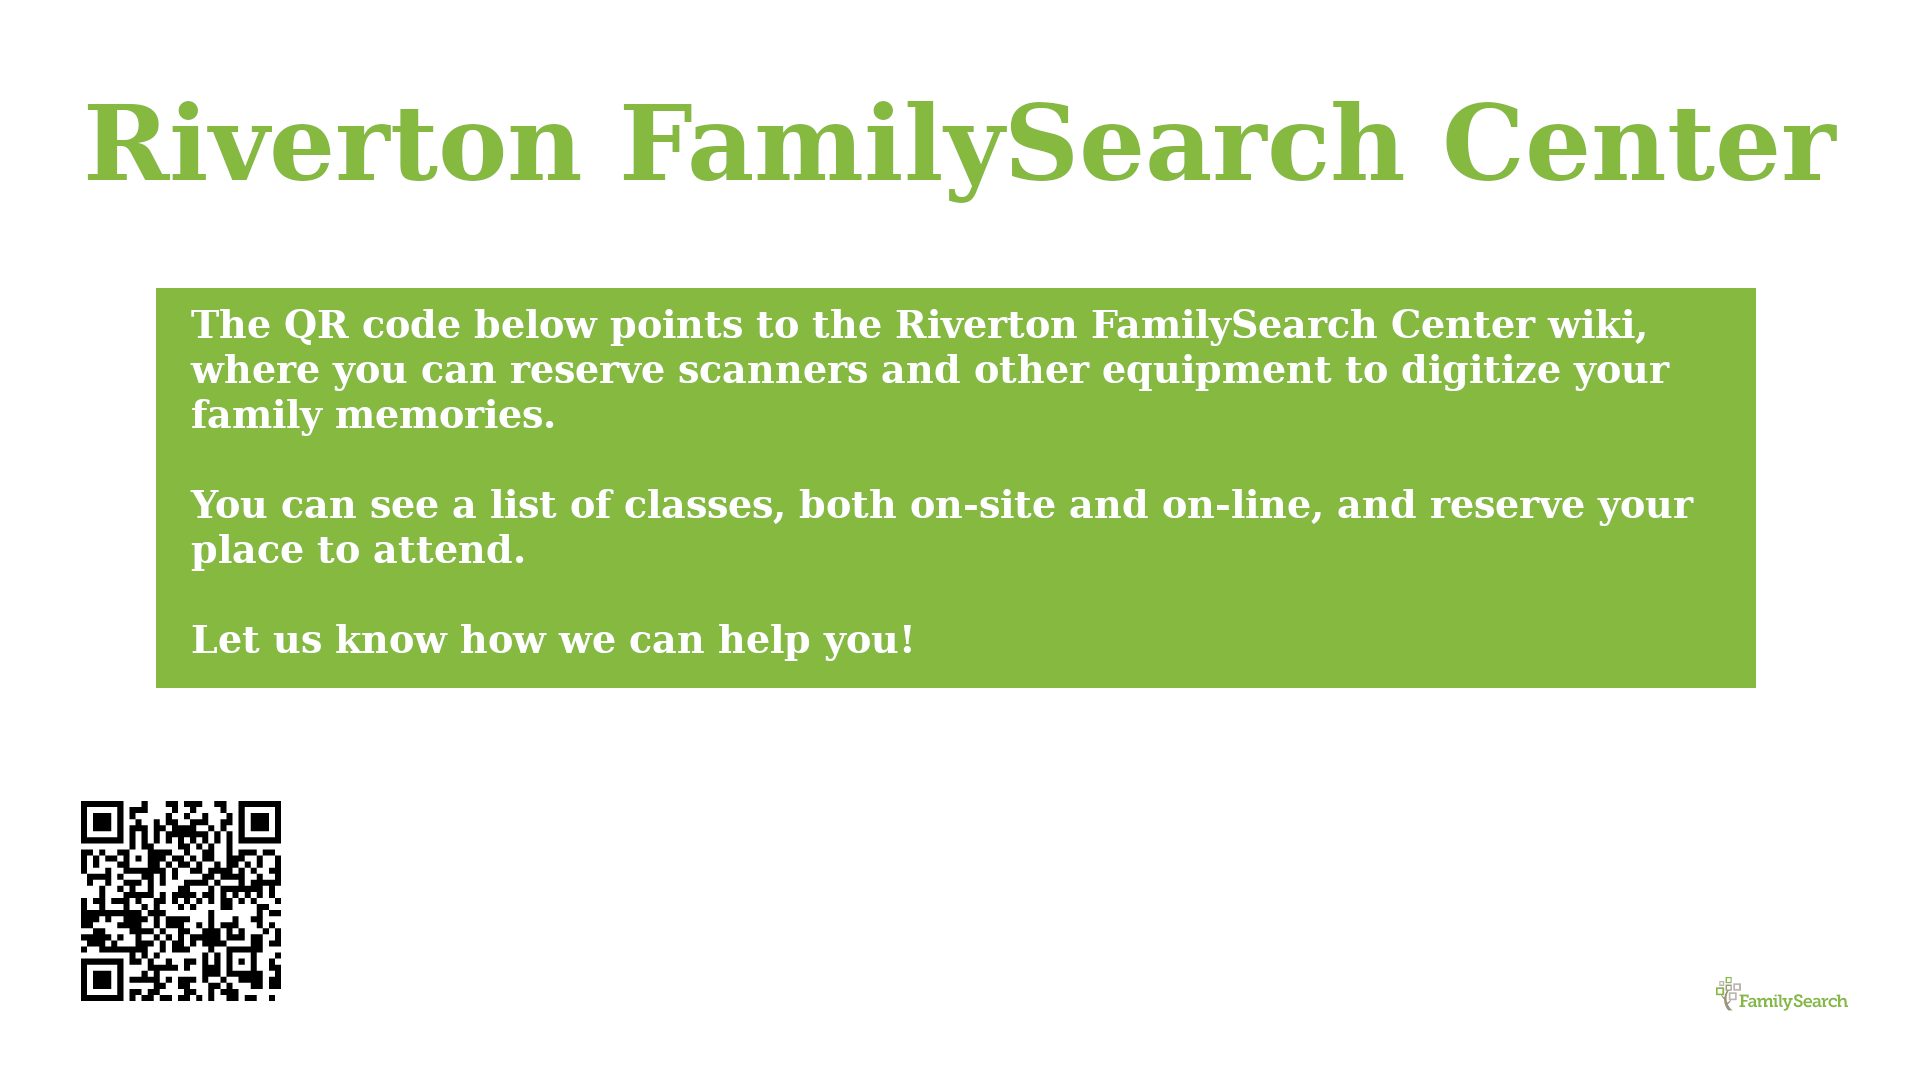 Riverton FamilySearch Center
The QR code below points to the Riverton FamilySearch Center wiki,
where you can reserve scanners and other equipment to digitize your
family memories.
You can see a list of classes, both on-site and on-line, and reserve your
place to attend.
Let us know how we can help you!
FamilySearch